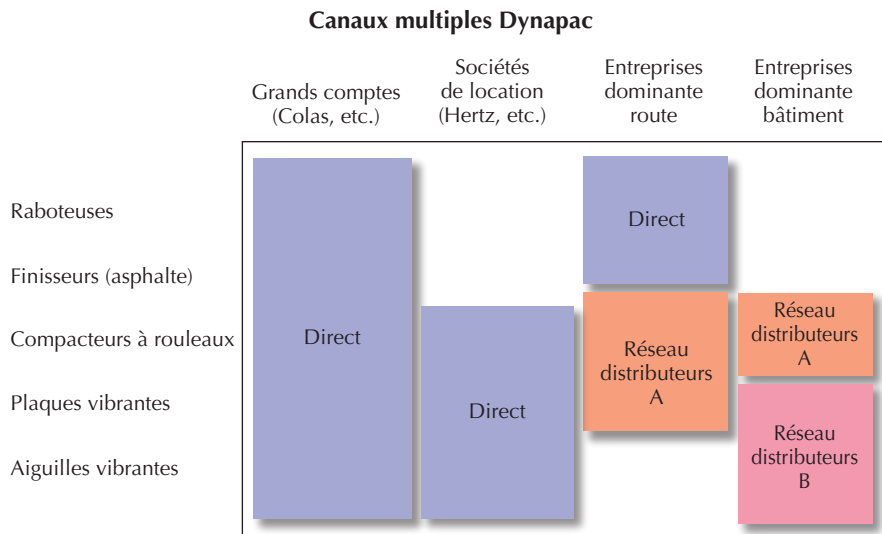 Canaux multiples Dynapac
Grands comptes
(Colas, etc.)
Sociétés
de location
(Hertz, etc.)
Entreprises
dominante
route
Entreprises
dominante
bâtiment
Raboteuses
Finisseurs (asphalte)
Compacteurs à rouleaux
Plaques vibrantes
Aiguilles vibrantes
Direct
Direct
Direct
Réseau
distributeurs
A
Réseau
distributeurs
A
Réseau
distributeurs
B